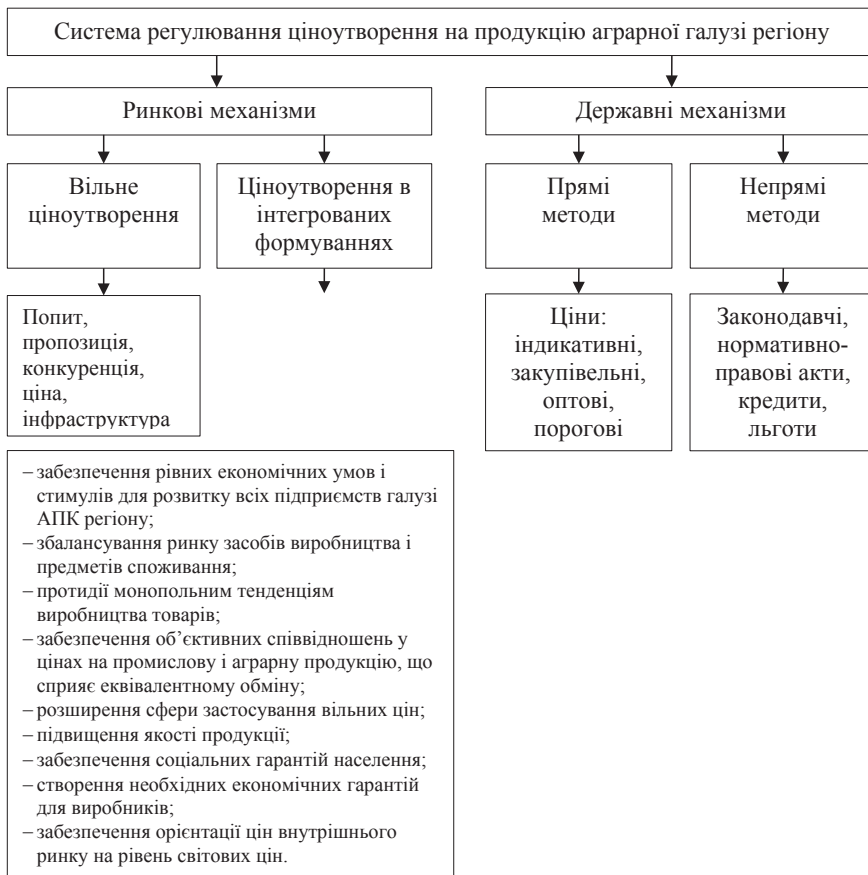 Система регулювання ціноутворення на продукцію аграрної галузі регіону
Ринкові механізми
Державні механізми
Вільне
ціноутворення
Ціноутворення в
інтегрованих
формуваннях
Прямі
методи
Непрямі
методи
Попит,
пропозиція,
конкуренція,
ціна,
інфраструктура
Ціни:
індикативні,
закупівельні,
оптові,
порогові
Законодавчі,
нормативно-
правові акти,
кредити,
льготи
– забезпечення рівних економічних умов і
стимулів для розвитку всіх підприємств галузі
АПК регіону;
– збалансування ринку засобів виробництва і
предметів споживання;
– протидії монопольним тенденціям
виробництва товарів;
– забезпечення об’єктивних співвідношень у
цінах на промислову і аграрну продукцію, що
сприяє еквівалентному обміну;
– розширення сфери застосування вільних цін;
– підвищення якості продукції;
– забезпечення соціальних гарантій населення;
– створення необхідних економічних гарантій
для виробників;
– забезпечення орієнтації цін внутрішнього
ринку на рівень світових цін.